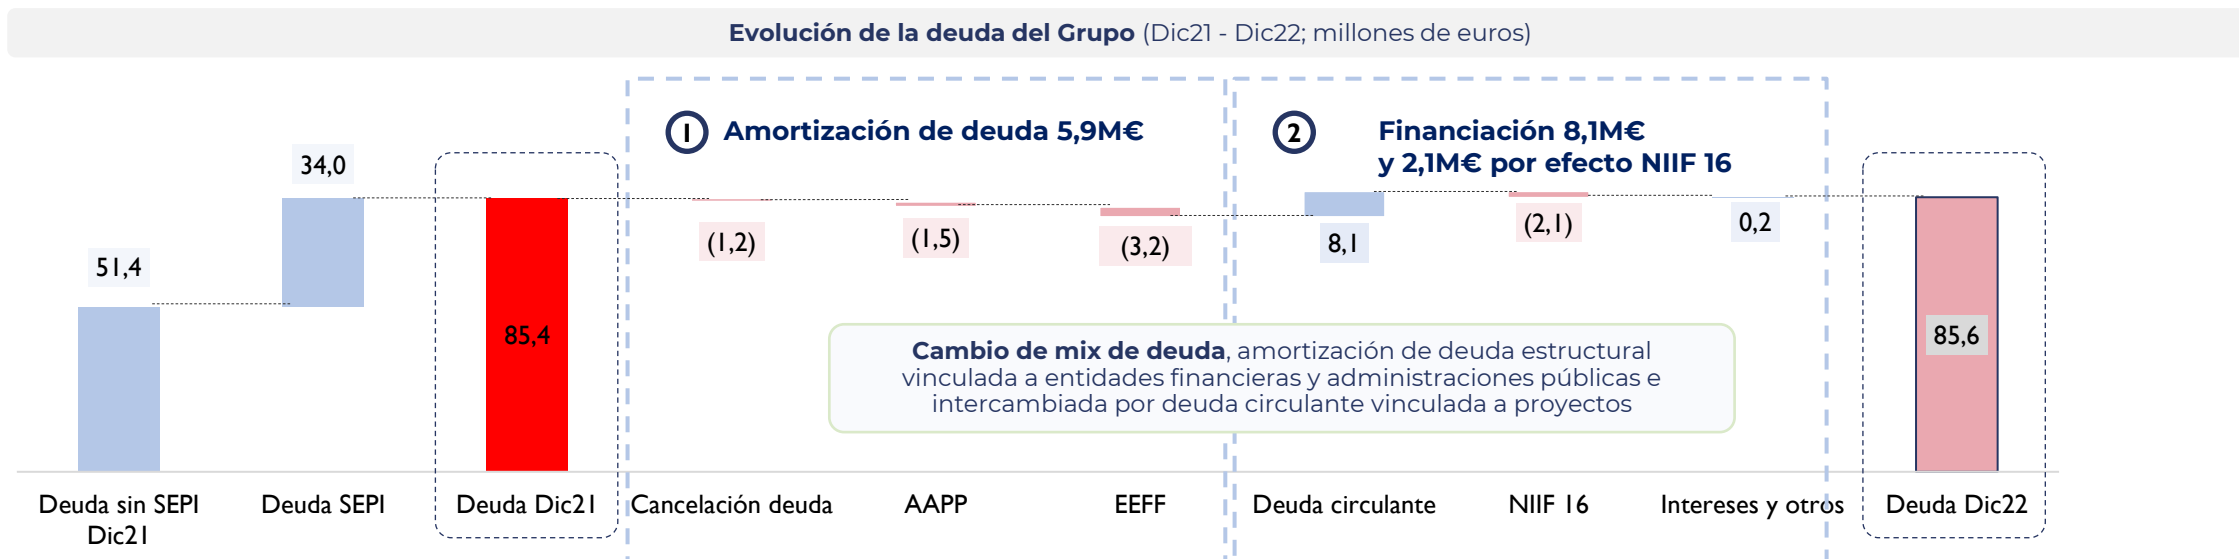 Evolución de la deuda del Grupo (Dic21 - Dic22; millones de euros)
1 Amortización de deuda 5,9M€
2 Financiación 8,1M€
y 2,1M€ por efecto NIIF 16
51,4
34,0
85,4
(1,2)
(1,5)
(3,2)
8,1
(2,1)
0,2
85,6
Cambio de mix de deuda, amortización de deuda estructural
vinculada a entidades financieras y administraciones públicas e
intercambiada por deuda circulante vinculada a proyectos
Deuda sin SEPI
Dic21
Deuda SEPI
Deuda Dic21
Cancelación deuda
AAPP
EEFF
Deuda circulante
NIIF 16
Intereses y otros
Deuda Dic22